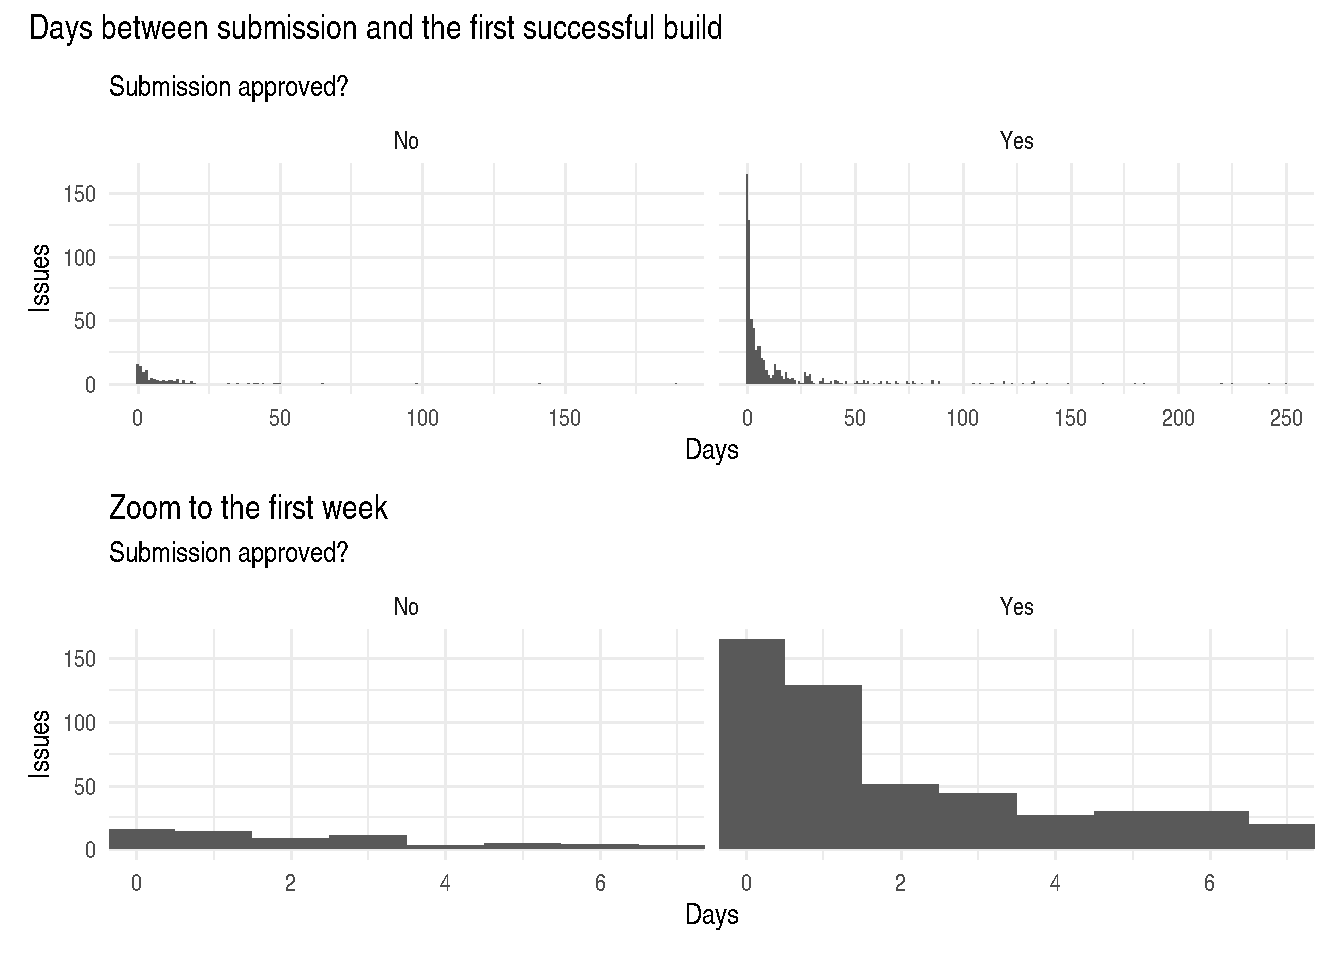 Days between submission and the first successful build
Submission approved?
No Yes
150
100
50
0
Issues
0 50 100 150 0 50 100 150 200 250
Days
Zoom to the first week
Submission approved?
No Yes
150
100
50
0
Issues
0 2 4 6 0 2 4 6
Days